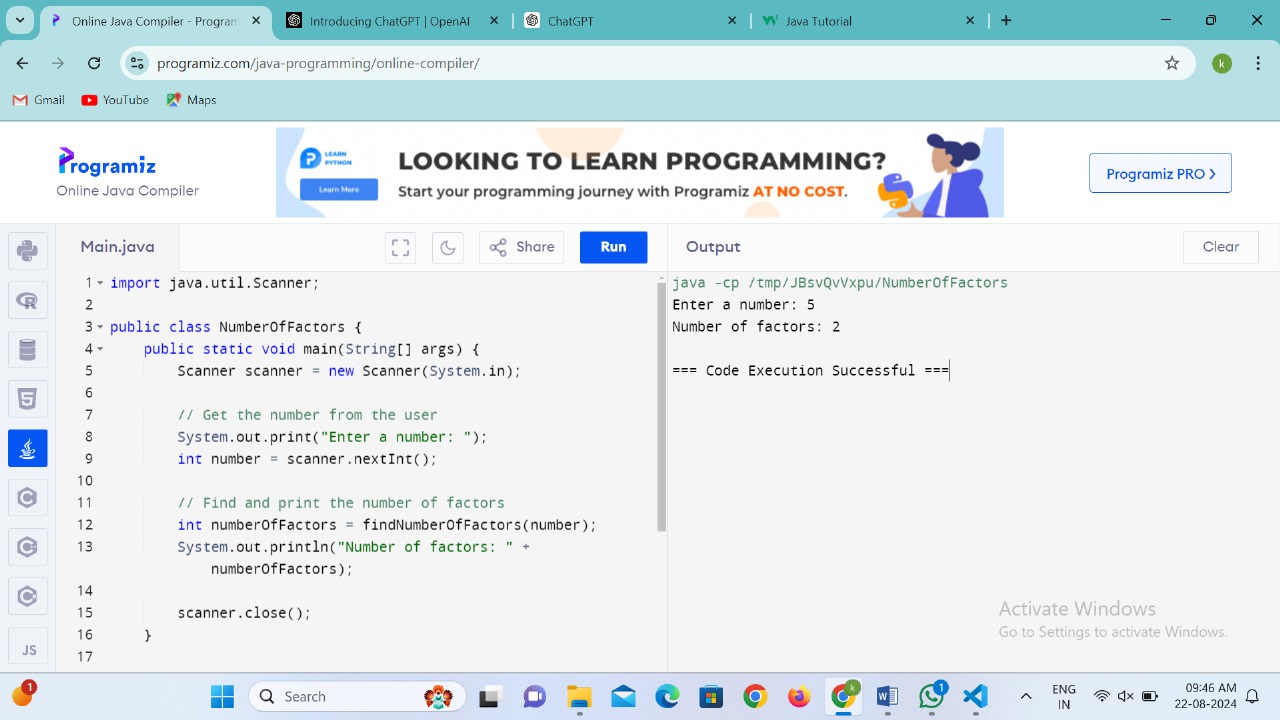 Online Java Compiler - Program
Introducing ChatGPT | OpenAI
ChatGPT
Java Tutorial
programiz.com/java-programming/online-compiler/
k
Gmail
YouTube
Maps
Programiz
Online Java Compiler
LEARN
PYTHON
Learn More
LOOKING TO LEARN PROGRAMMING?
Start your programming journey with Programiz AT NO COST.
Programiz PRO
Main.java
Share
Run
Output
Clear
1 import java.util.Scanner;
2
3 public class NumberOfFactors {
4 public static void main(String[] args) {
5 Scanner scanner = new Scanner(System.in);
6
7 // Get the number from the user
8 System.out.print("Enter a number: ");
9 int number = scanner.nextInt();
10
11 // Find and print the number of factors
12 int numberOfFactors = findNumberOfFactors(number);
13 System.out.println("Number of factors: " +
numberOfFactors);
14
15 scanner.close();
16 }
17
java -cp /tmp/JBsvQvVxpu/NumberOfFactors
Enter a number: 5
Number of factors: 2
=== Code Execution Successful ===
JS
Activate Windows
Go to Settings to activate Windows.
1
Search
k
1
ENG
IN
09:46 AM
22-08-2024